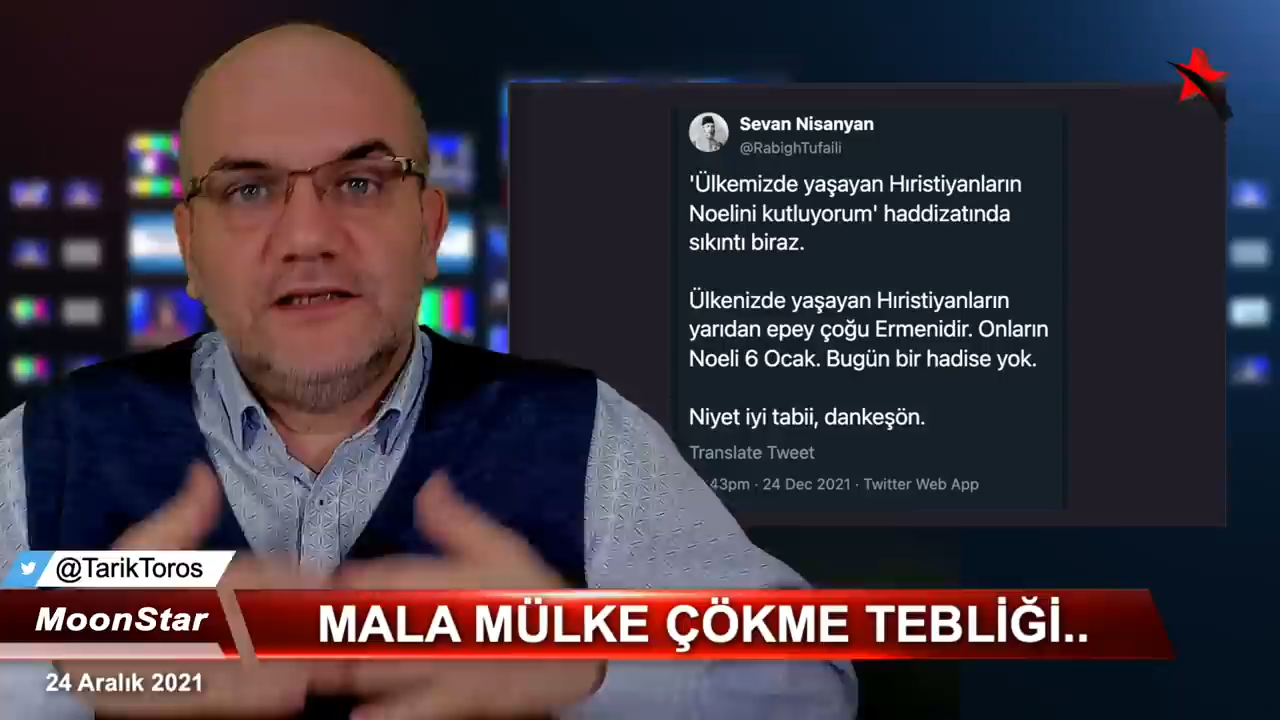 Sevan Nisanyan
@RabighTufaili
'Ülkemizde yaşayan Hıristiyanların
Noelini kutluyorum' haddizatında
sıkıntı biraz.
Ülkenizde yaşayan Hıristiyanların
yarıdan epey çoğu Ermenidir. Onların
Noeli 6 Ocak. Bugün bir hadise yok.
Niyet iyi tabii, dankeşön.
Translate Tweet
43pm · 24 Dec 2021 · Twitter Web App
@TarikToros
MoonStar
MALA MÜLKE ÇÖKME TEBLİĞİ..
24 Aralık 2021